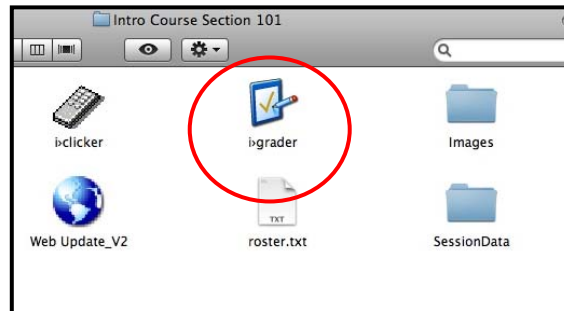 Intro Course Section 101
i>clicker
i>grader
Images
Web Update_V2
TXT
roster.txt
SessionData